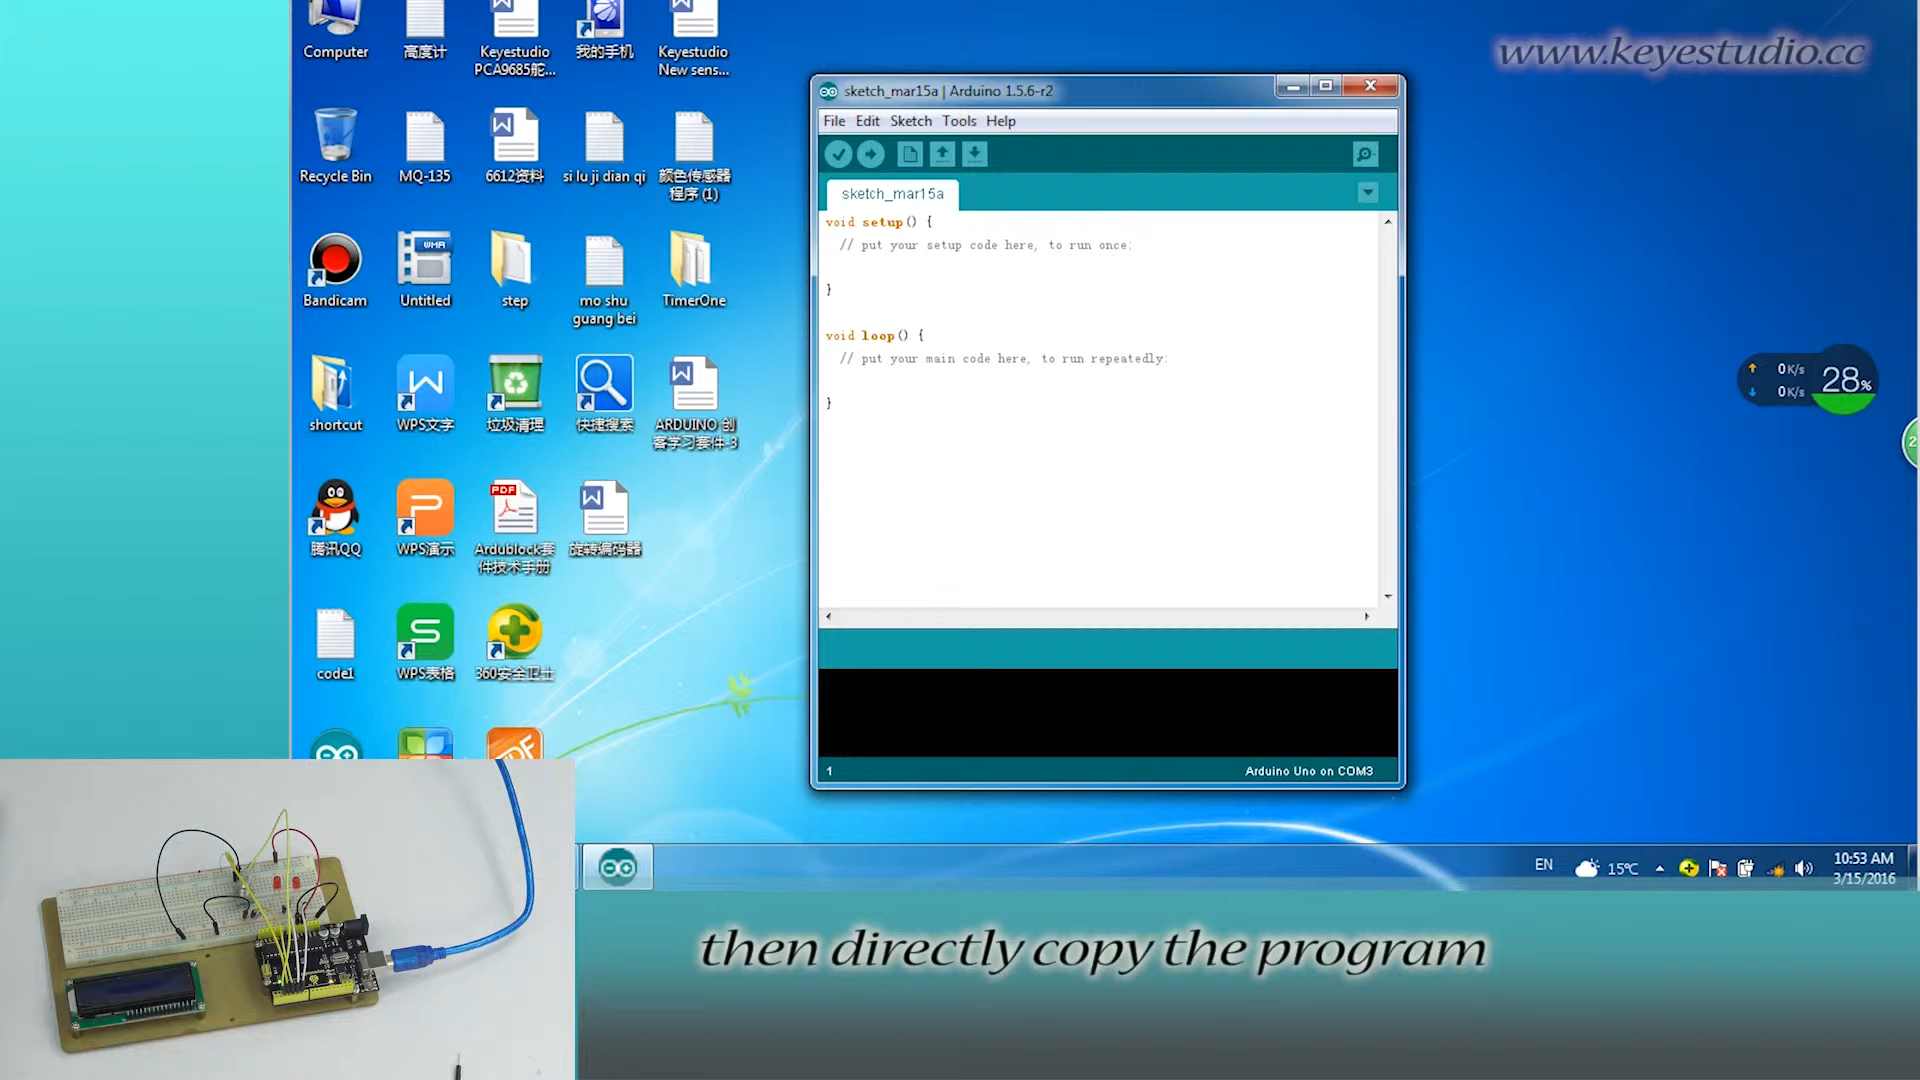 www.keyestudio.cc
Computer
高度计
Keyestudio
PCA9685舵...
我的手机
Keyestudio
New sens...
Recycle Bin
MQ-135
6612资料
si lu ji dian qi
颜色传感器
程序 (1)
Bandicam
WMA
Untitled
step
mo shu
guang bei
TimerOne
shortcut
WPS文字
垃圾清理
快捷搜索
ARDUINO 创
客学习套件-3
腾讯QQ
WPS演示
PDF
Ardublock套
件技术手册
旋转编码器
code1
WPS表格
360安全卫士
sketch_mar15a | Arduino 1.5.6-r2
File Edit Sketch Tools Help
sketch_mar15a
void setup() {
// put your setup code here, to run once:
}
void loop() {
// put your main code here, to run repeatedly:
}
1
Arduino Uno on COM3
0K/s
0K/s
28%
2
EN
15℃
10:53 AM
3/15/2016
then directly copy the program